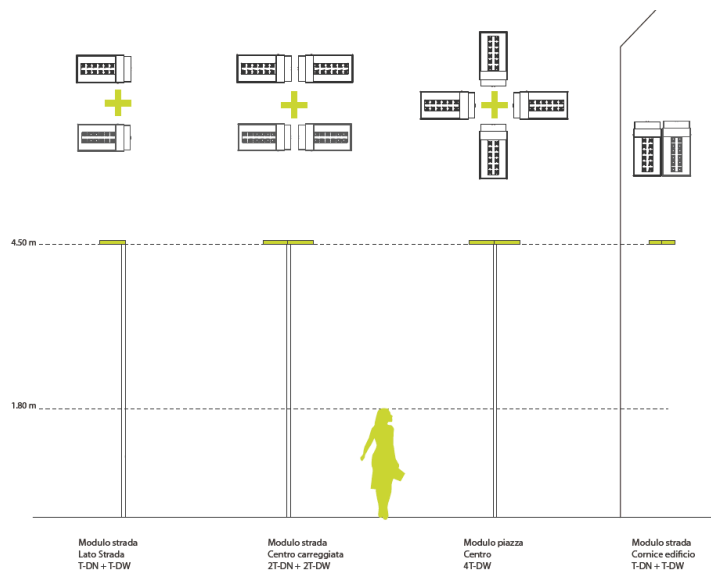 4.50 m
1.80 m
Modulo strada
Lato Strada
T-DN + T-DW
Modulo strada
Centro carreggiata
2T-DN + 2T-DW
Modulo piazza
Centro
4T-DW
Modulo strada
Cornice edificio
T-DN + T-DW